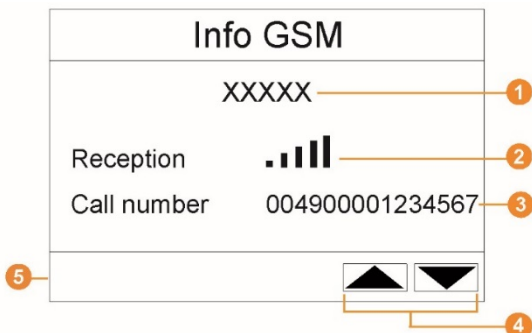 Info GSM
XXXXX 1
Reception 2
Call number 004900001234567 3
5
4